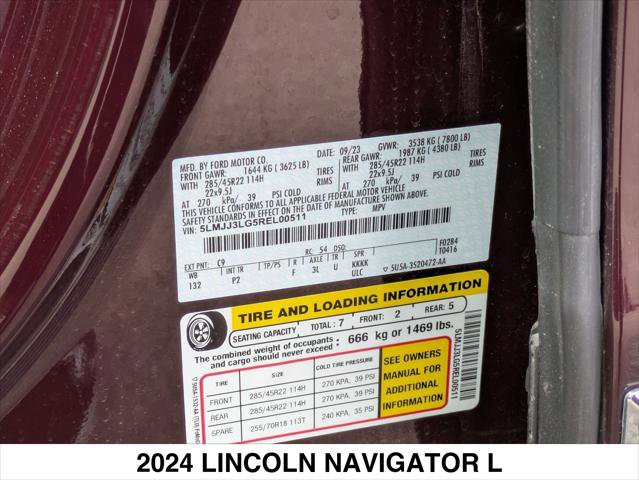 MFD. BY FORD MOTOR CO.
DATE: 09/23
GVWR: 3538 KG ( 7800 LB)
FRONT GAWR: 1644 KG ( 3625 LB)
REAR GAWR: 1987 KG ( 4380 LB)
WITH 285/45R22 114H TIRES
WITH 285/45R22 114H TIRES
22x9.5J RIMS
22x9.5J RIMS
AT 270 kPa/ 39 PSI COLD
AT 270 kPa/ 39 PSI COLD
THIS VEHICLE CONFORMS TO ALL APPLICABLE FEDERAL MOTOR VEHICLE
SAFETY STANDARDS IN EFFECT ON THE DATE OF MANUFACTURE SHOWN ABOVE.
VIN: 5LMJJ3LG5REL00511
TYPE: MPV
F0284
T0416
EXT PNT: C9 RC: 54 DSO:
WB INT TR TP/PS R AXLE TR SPR
132 P2 F 3L U KKKK
ULC
▽ 5U5A-3520472-AA
TIRE AND LOADING INFORMATION
SEATING CAPACITY TOTAL : 7 FRONT: 2 REAR: 5
The combined weight of occupants
and cargo should never exceed : 666 kg or 1469 lbs.
TIRE SIZE COLD TIRE PRESSURE
FRONT 285/45R22 114H 270 KPA, 39 PSI
REAR 285/45R22 114H 270 KPA, 39 PSI
SPARE 255/70R18 113T 240 KPA, 35 PSI
SEE OWNERS
MANUAL FOR
ADDITIONAL
INFORMATION
5LMJJ3LG5REL00511
2024 LINCOLN NAVIGATOR L